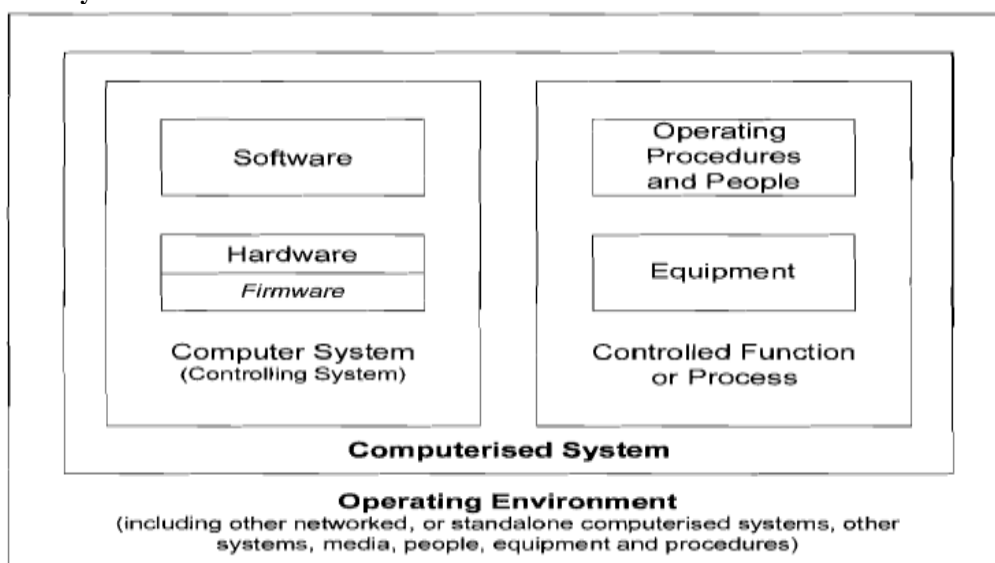 Software
Hardware
Firmware
Computer System
(Controlling System)
Operating
Procedures
and People
Equipment
Controlled Function
or Process
Computerised System
Operating Environment
(including other networked, or standalone computerised systems, other
systems, media, people, equipment and procedures)